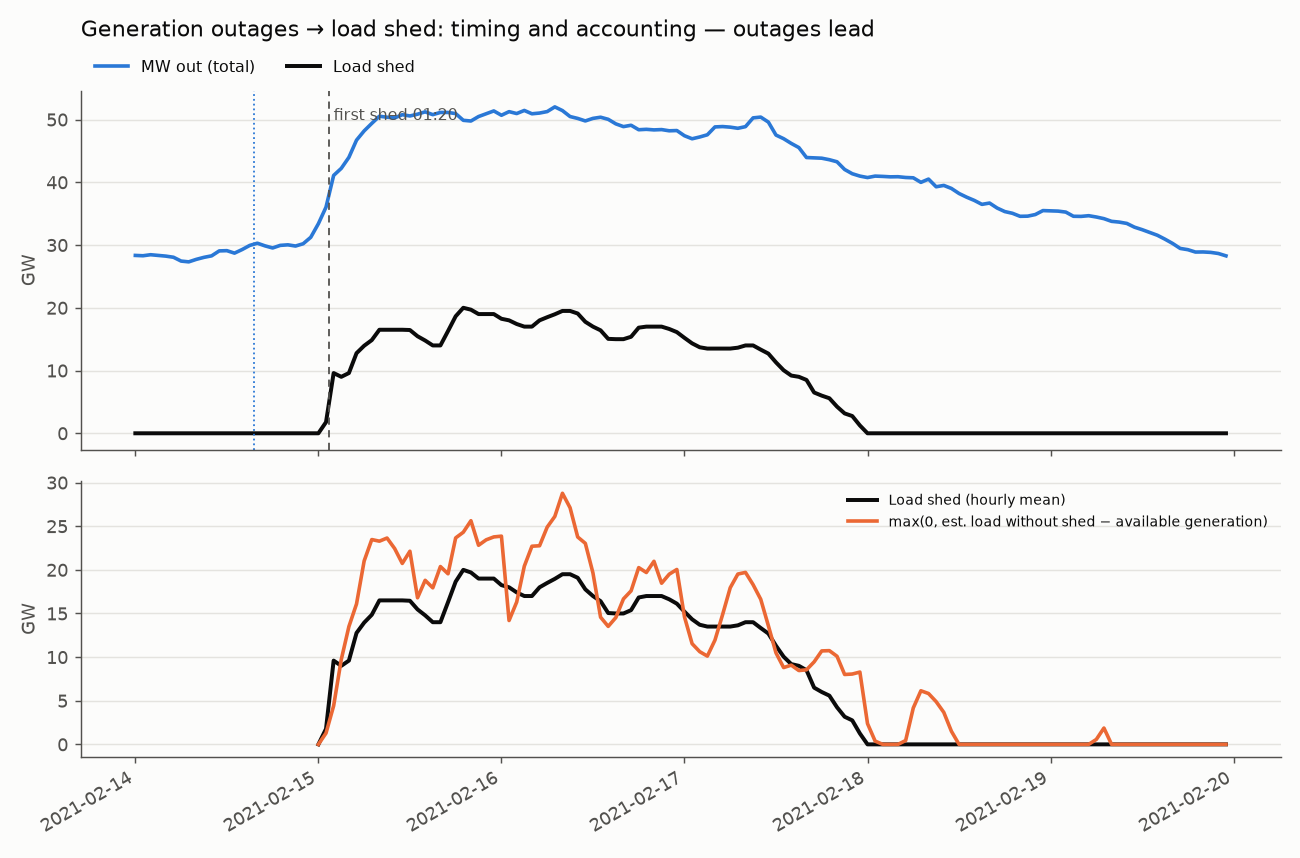 Generation outages → load shed: timing and accounting — outages lead
MW out (total)
Load shed
first shed 01:20
50
40
30
20
10
0
GW
30
25
20
15
10
5
0
GW
Load shed (hourly mean)
max(0, est. load without shed − available generation)
2021-02-14
2021-02-15
2021-02-16
2021-02-17
2021-02-18
2021-02-19
2021-02-20